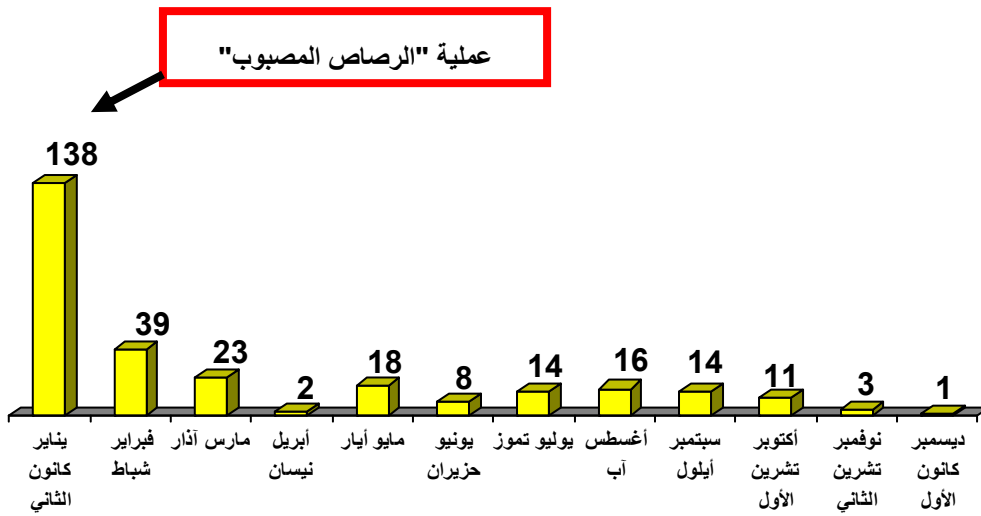 عملية "الرصاص المصبوب"
138
39
23
2
18
8
14
16
14
11
3
1
يناير
كانون
الثاني
فبراير
شباط
مارس آذار
أبريل
نيسان
مايو أيار
يونيو
حزيران
يوليو تموز
أغسطس
آب
سبتمبر
أيلول
أكتوبر
تشرين
الأول
نوفمبر
تشرين
الثاني
ديسمبر
كانون
الأول